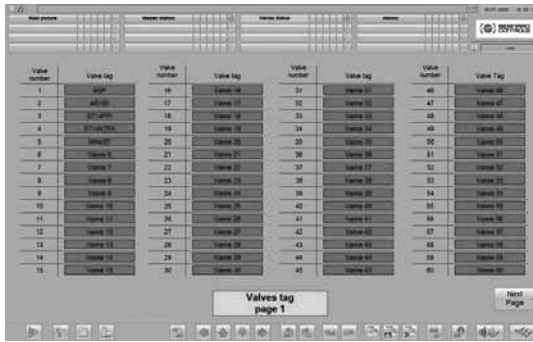 Main picture Master station Valves Status History
CONTROLS
Valve number Valve tag Valve number Valve tag Valve number Valve tag Valve number Valve Tag
1 16 Valve 16 31 Valve 31 46 Valve 46
2 17 Valve 17 32 Valve 32 47 Valve 47
3 18 Valve 18 33 Valve 33 48 Valve 48
4 19 Valve 19 34 Valve 34 49 Valve 49
5 20 Valve 20 35 Valve 35 50 Valve 50
6 Valve 6 21 Valve 21 36 Valve 36 51 Valve 51
7 Valve 7 22 Valve 22 37 Valve 37 52 Valve 52
8 Valve 8 23 Valve 23 38 Valve 38 53 Valve 53
9 Valve 9 24 Valve 24 39 Valve 39 54 Valve 54
10 Valve 10 25 Valve 25 40 Valve 40 55 Valve 55
11 Valve 11 26 Valve 26 41 Valve 41 56 Valve 56
12 Valve 12 27 Valve 27 42 Valve 42 57 Valve 57
13 Valve 13 28 Valve 28 43 Valve 43 58 Valve 58
14 Valve 14 29 Valve 29 44 Valve 44 59 Valve 59
15 Valve 15 30 Valve 30 45 Valve 45 60 Valve 60
Valves tag
page 1
Next
Page